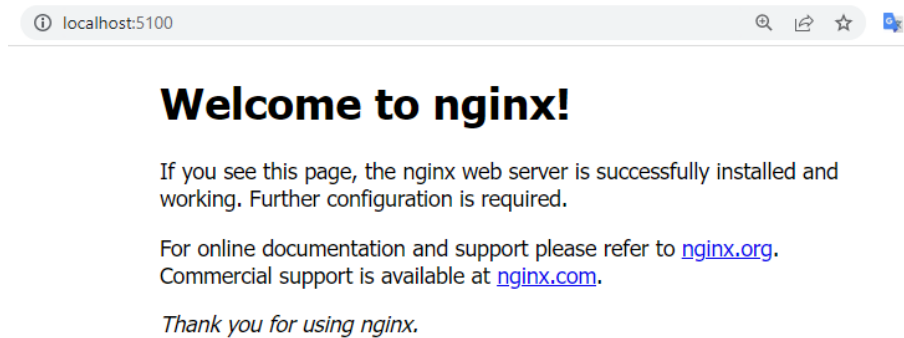 localhost:5100
Welcome to nginx!
If you see this page, the nginx web server is successfully installed and
working. Further configuration is required.
For online documentation and support please refer to nginx.org.
Commercial support is available at nginx.com.
Thank you for using nginx.